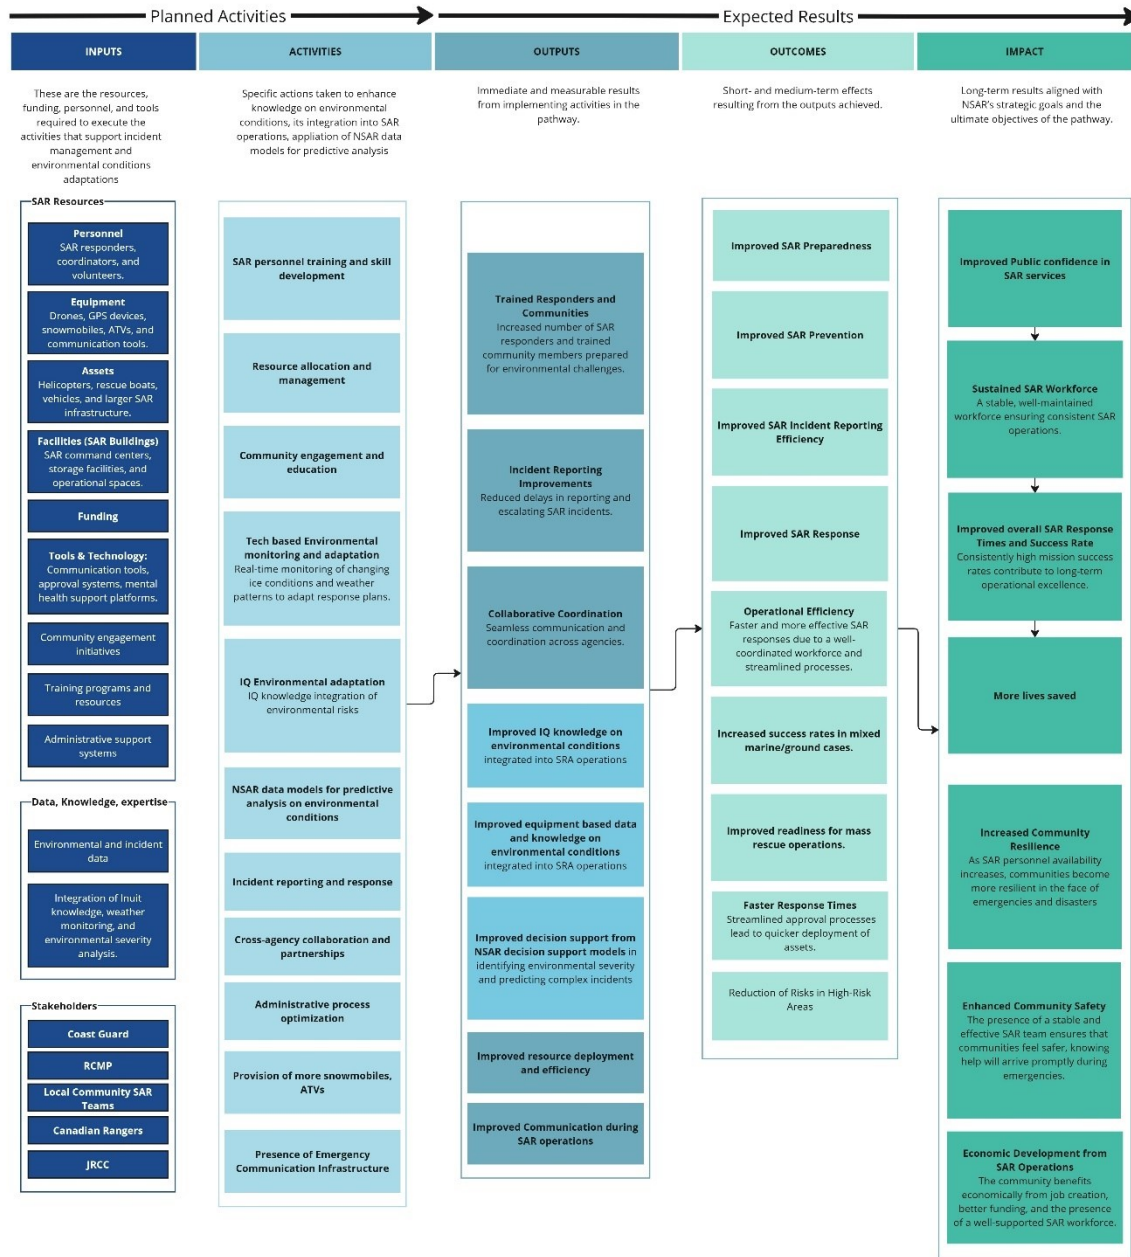 Planned Activities
Expected Results
INPUTS
ACTIVITIES
OUTPUTS
OUTCOMES
IMPACT
These are the resources,
funding, personnel, and tools
required to execute the
activities that support incident
management and
environmental conditions
adaptations
Specific actions taken to enhance
knowledge on environmental
conditions, its integration into SAR
operations, appliation of NSAR data
models for predictive analysis
Immediate and measurable results
from implementing activities in the
pathway.
Short- and medium-term effects
resulting from the outputs achieved.
Long-term results aligned with
NSAR's strategic goals and the
ultimate objectives of the pathway.
SAR Resources
Personnel
SAR responders,
coordinators, and
volunteers.
Equipment
Drones, GPS devices,
snowmobiles, ATVs, and
communication tools.
Assets
Helicopters, rescue boats,
vehicles, and larger SAR
infrastructure.
Facilities (SAR Buildings)
SAR command centers,
storage facilities, and
operational spaces.
Funding
Tools & Technology:
Communication tools,
approval systems, mental
health support platforms.
Community engagement
initiatives
Training programs and
resources
Administrative support
systems
Data, Knowledge, expertise
Environmental and incident
data
Integration of Inuit
knowledge, weather
monitoring, and
environmental severity
analysis.
Stakeholders
Coast Guard
RCMP
Local Community SAR
Teams
Canadian Rangers
JRCC
SAR personnel training and skill
development
Resource allocation and
management
Community engagement and
education
Tech based Environmental
monitoring and adaptation
Real-time monitoring of changing
ice conditions and weather
patterns to adapt response plans.
IQ Environmental adaptation
IQ knowledge integration of
environmental risks
NSAR data models for predictive
analysis on environmental
conditions
Incident reporting and response
Cross-agency collaboration and
partnerships
Administrative process
optimization
Provision of more snowmobiles,
ATVs
Presence of Emergency
Communication Infrastructure
Trained Responders and
Communities
Increased number of SAR
responders and trained
community members prepared
for environmental challenges.
Incident Reporting
Improvements
Reduced delays in reporting and
escalating SAR incidents.
Collaborative Coordination
Seamless communication and
coordination across agencies.
Improved IQ knowledge on
environmental conditions
integrated into SRA operations
Improved equipment based data
and knowledge on
environmental conditions
integrated into SRA operations
Improved decision support from
NSAR decision support models in
identifying environmental severity
and predicting complex incidents
Improved resource deployment
and efficiency
Improved Communication during
SAR operations
Improved SAR Preparedness
Improved SAR Prevention
Improved SAR Incident Reporting
Efficiency
Improved SAR Response
Operational Efficiency
Faster and more effective SAR
responses due to a well-
coordinated workforce and
streamlined processes.
Increased success rates in mixed
marine/ground cases.
Improved readiness for mass
rescue operations.
Faster Response Times
Streamlined approval processes
lead to quicker deployment of
assets.
Reduction of Risks in High-Risk
Areas
Improved Public confidence in
SAR services
Sustained SAR Workforce
A stable, well-maintained
workforce ensuring consistent SAR
operations.
Improved overall SAR Response
Times and Success Rate
Consistently high mission success
rates contribute to long-term
operational excellence.
More lives saved
Increased Community
Resilience
As SAR personnel availability
increases, communities become
more resilient in the face of
emergencies and disasters
Enhanced Community Safety
The presence of a stable and
effective SAR team ensures that
communities feel safer, knowing
help will arrive promptly during
emergencies.
Economic Development from
SAR Operations
The community benefits
economically from job creation,
better funding, and the presence
of a well-supported SAR workforce.